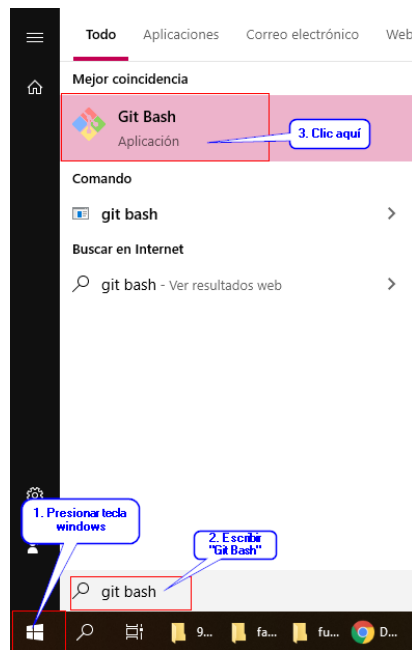 Todo Aplicaciones Correo electrónico Web
Mejor coincidencia
Git Bash
Aplicación
3. Clic aquí
Comando
git bash
Buscar en Internet
git bash - Ver resultados web
1. Presionar tecla
windows
2. Escribir
"Git Bash"
git bash
9... fa... fu... D...